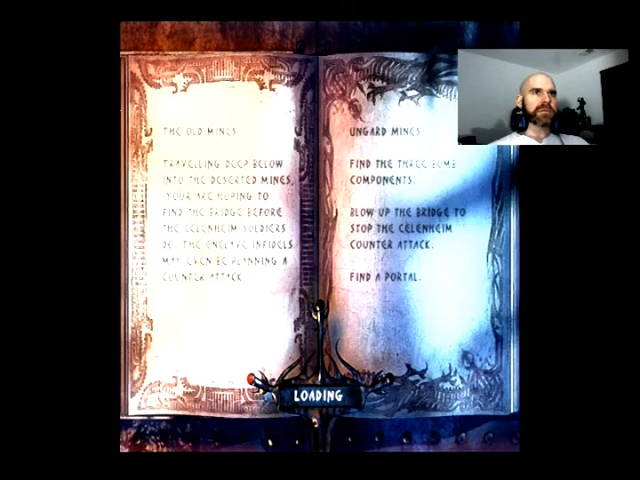 THE OLD MINES
TRAVELLING DEEP BELOW
INTO THE DESERTED MINES,
YOUR ARE HOPING TO
FIND THE BRIDGE BEFORE
THE CELENHEIM SOLDIERS
DO. THE ENCLAVE INFIDELS
MAY EVEN BE PLANNING A
COUNTER ATTACK
UNGARD MINES
FIND THE THREE BOMB
COMPONENTS.
BLOW UP THE BRIDGE TO
STOP THE CELENHEIM
COUNTER ATTACK.
FIND A PORTAL.
LOADING